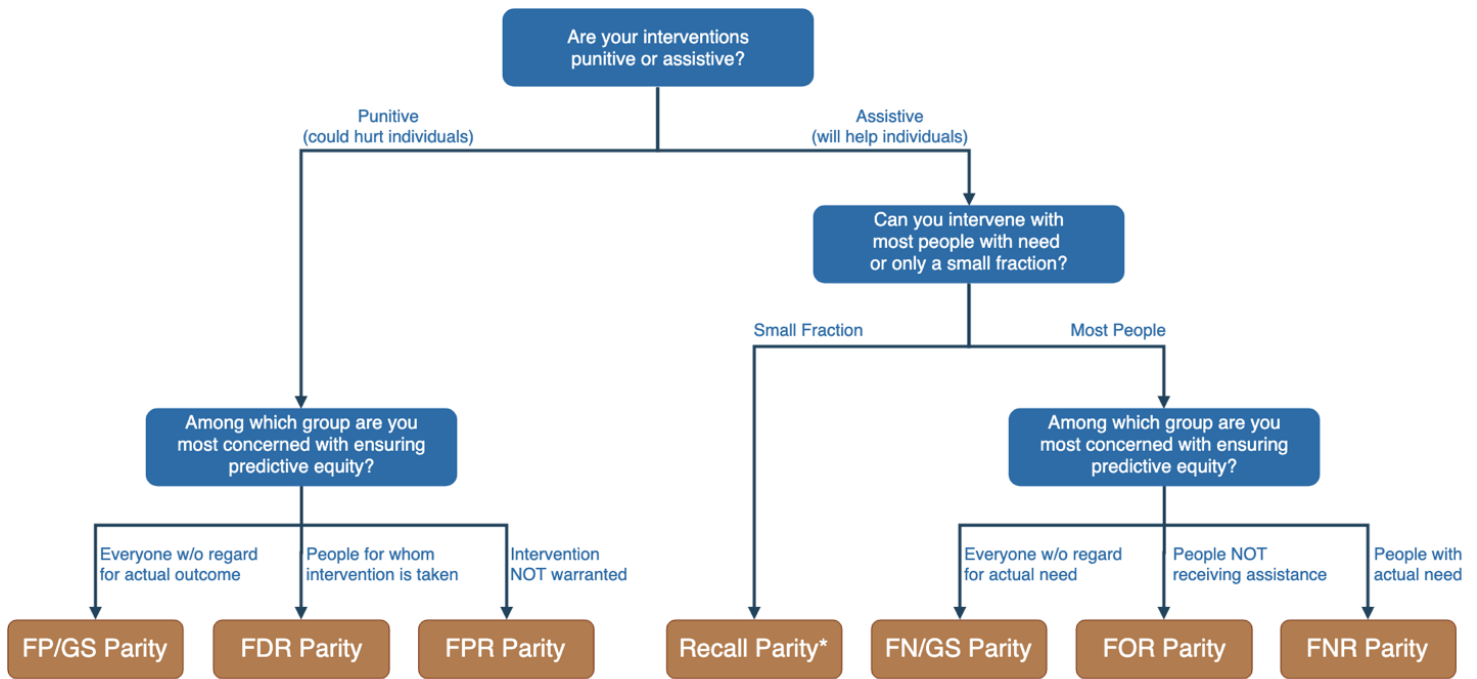 Are your interventions
punitive or assistive?
Punitive
(could hurt individuals)
Assistive
(will help individuals)
Can you intervene with
most people with need
or only a small fraction?
Small Fraction
Most People
Among which group are you
most concerned with ensuring
predictive equity?
Among which group are you
most concerned with ensuring
predictive equity?
Everyone w/o regard
for actual outcome
People for whom
intervention is taken
Intervention
NOT warranted
Everyone w/o regard
for actual need
People NOT
receiving assistance
People with
actual need
FP/GS Parity
FDR Parity
FPR Parity
Recall Parity*
FN/GS Parity
FOR Parity
FNR Parity